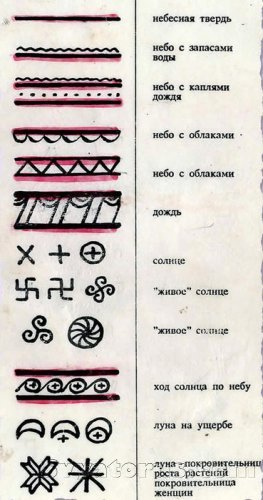 небесная твердь
небо с запасами
воды
небо с каплями
дождя
небо с облаками
небо с облаками
дождь
солнце
"живое" солнце
"живое" солнце
ход солнца по небу
луна на ущербе
луна - покровительниц
роста растений
покровительница
женщин